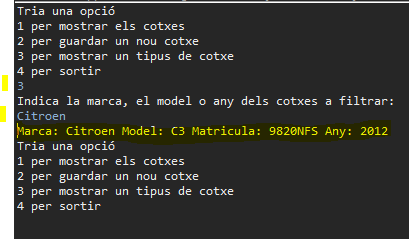 Tria una opció
1 per mostrar els cotxes
2 per guardar un nou cotxe
3 per mostrar un tipus de cotxe
4 per sortir
3
Indica la marca, el model o any dels cotxes a filtrar:
Citroen
Marca: Citroen Model: C3 Matricula: 9820NFS Any: 2012
Tria una opció
1 per mostrar els cotxes
2 per guardar un nou cotxe
3 per mostrar un tipus de cotxe
4 per sortir